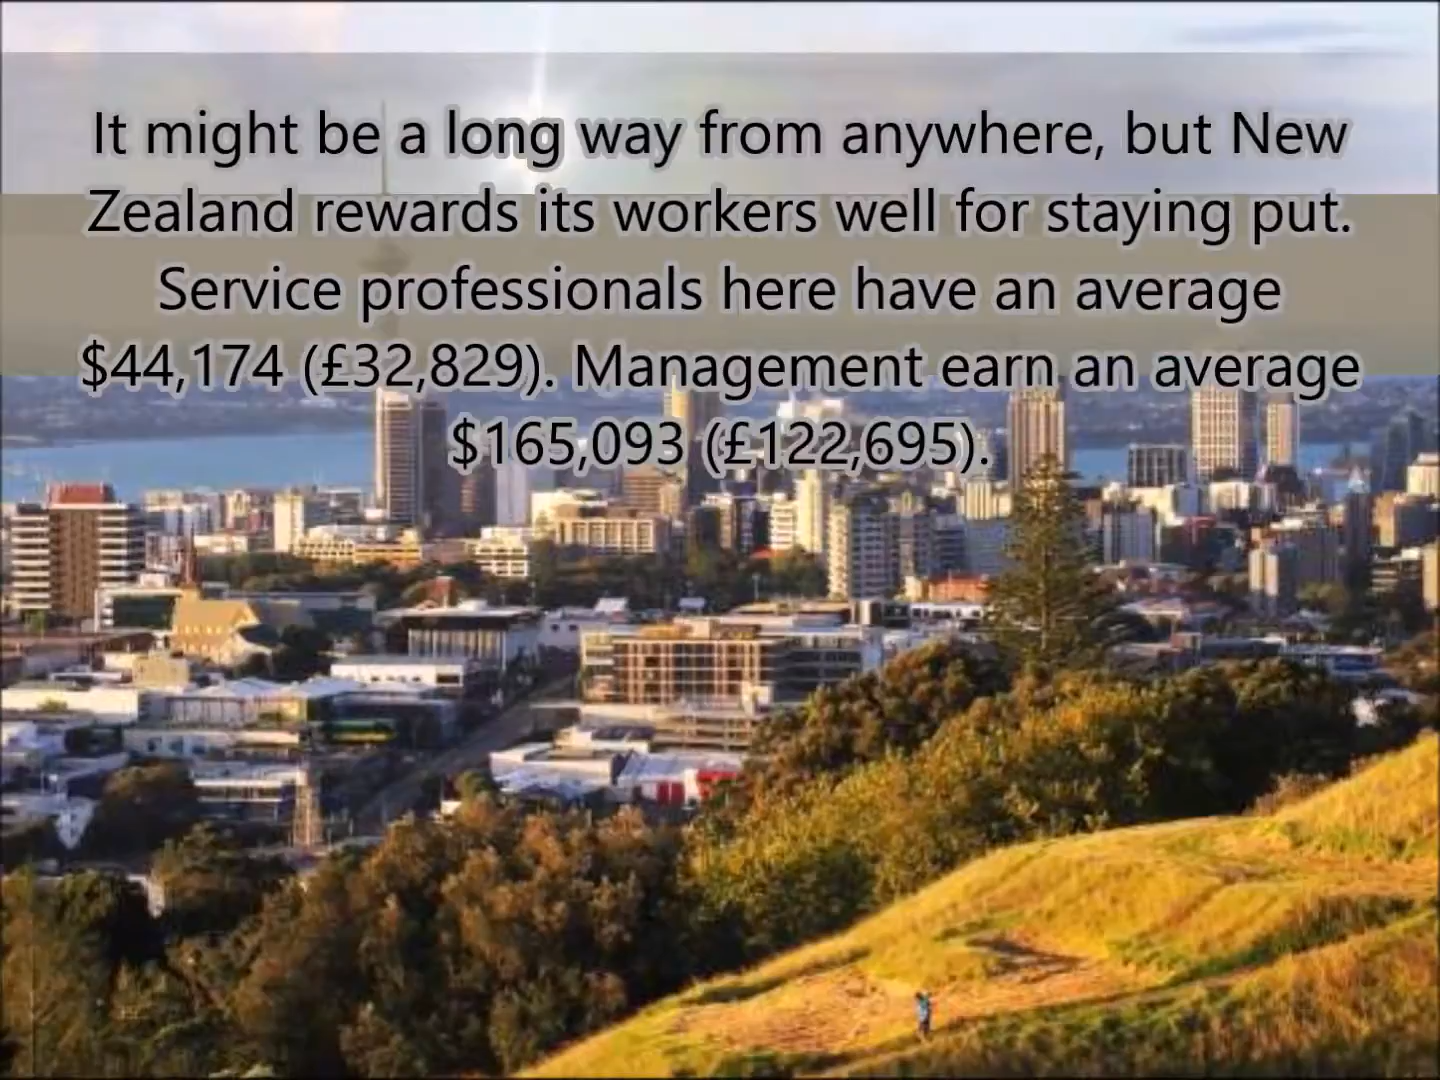 It might be a long way from anywhere, but New
Zealand rewards its workers well for staying put.
Service professionals here have an average
$44,174 (£32,829). Management earn an average
$165,093 (£122,695).